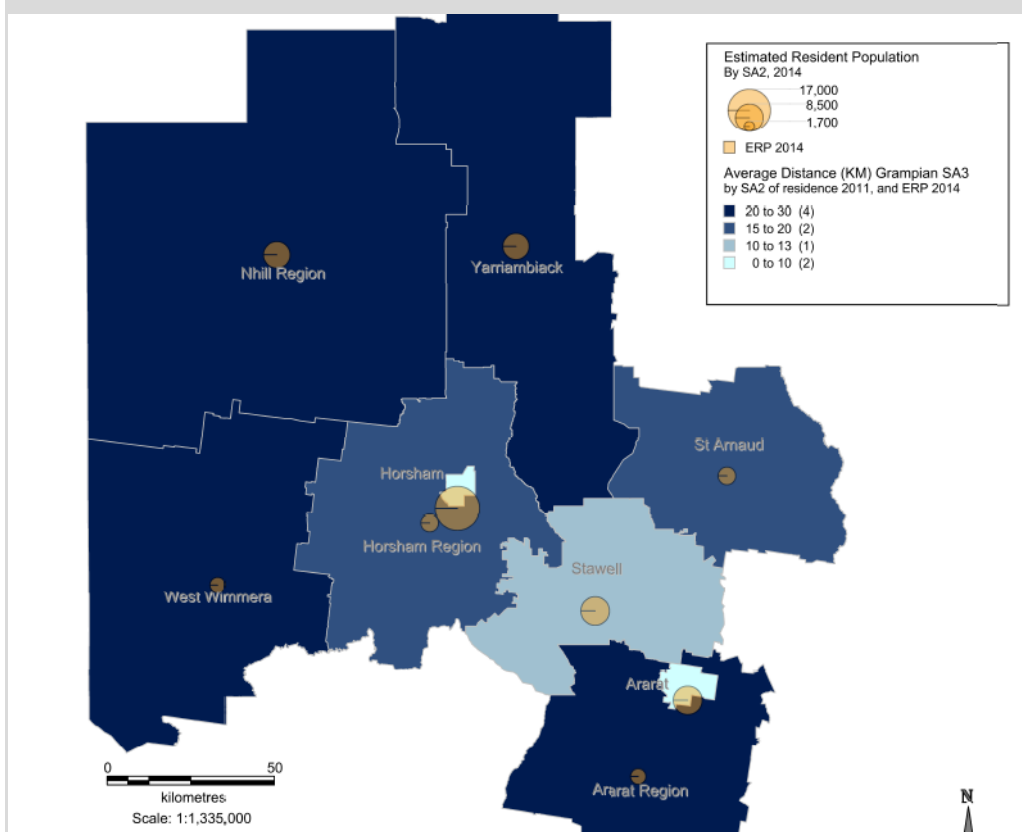 Estimated Resident Population
By SA2, 2014
17,000
8,500
1,700
ERP 2014
Average Distance (KM) Grampian SA3
by SA2 of residence 2011, and ERP 2014
20 to 30 (4)
15 to 20 (2)
10 to 13 (1)
0 to 10 (2)
Nhill Region
Yarriambiack
St Arnaud
Horsham
Horsham Region
Stawell
West Wimmera
Ararat
Ararat Region
0 50
kilometres
Scale: 1:1,335,000
N